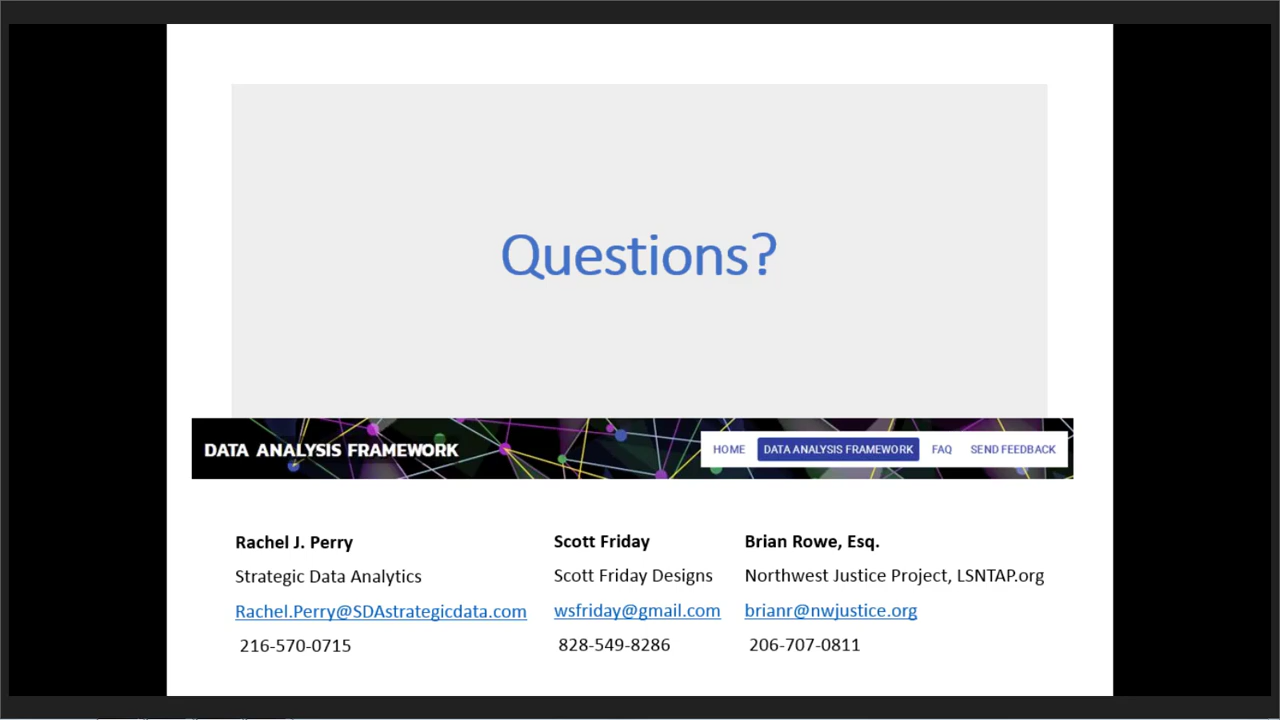 Questions?
DATA ANALYSIS FRAMEWORK
HOME DATA ANALYSIS FRAMEWORK FAQ SEND FEEDBACK
Rachel J. Perry
Strategic Data Analytics
Rachel.Perry@SDAstrategicdata.com
216-570-0715
Scott Friday
Scott Friday Designs
wsfriday@gmail.com
828-549-8286
Brian Rowe, Esq.
Northwest Justice Project, LSNTAP.org
brianr@nwjustice.org
206-707-0811